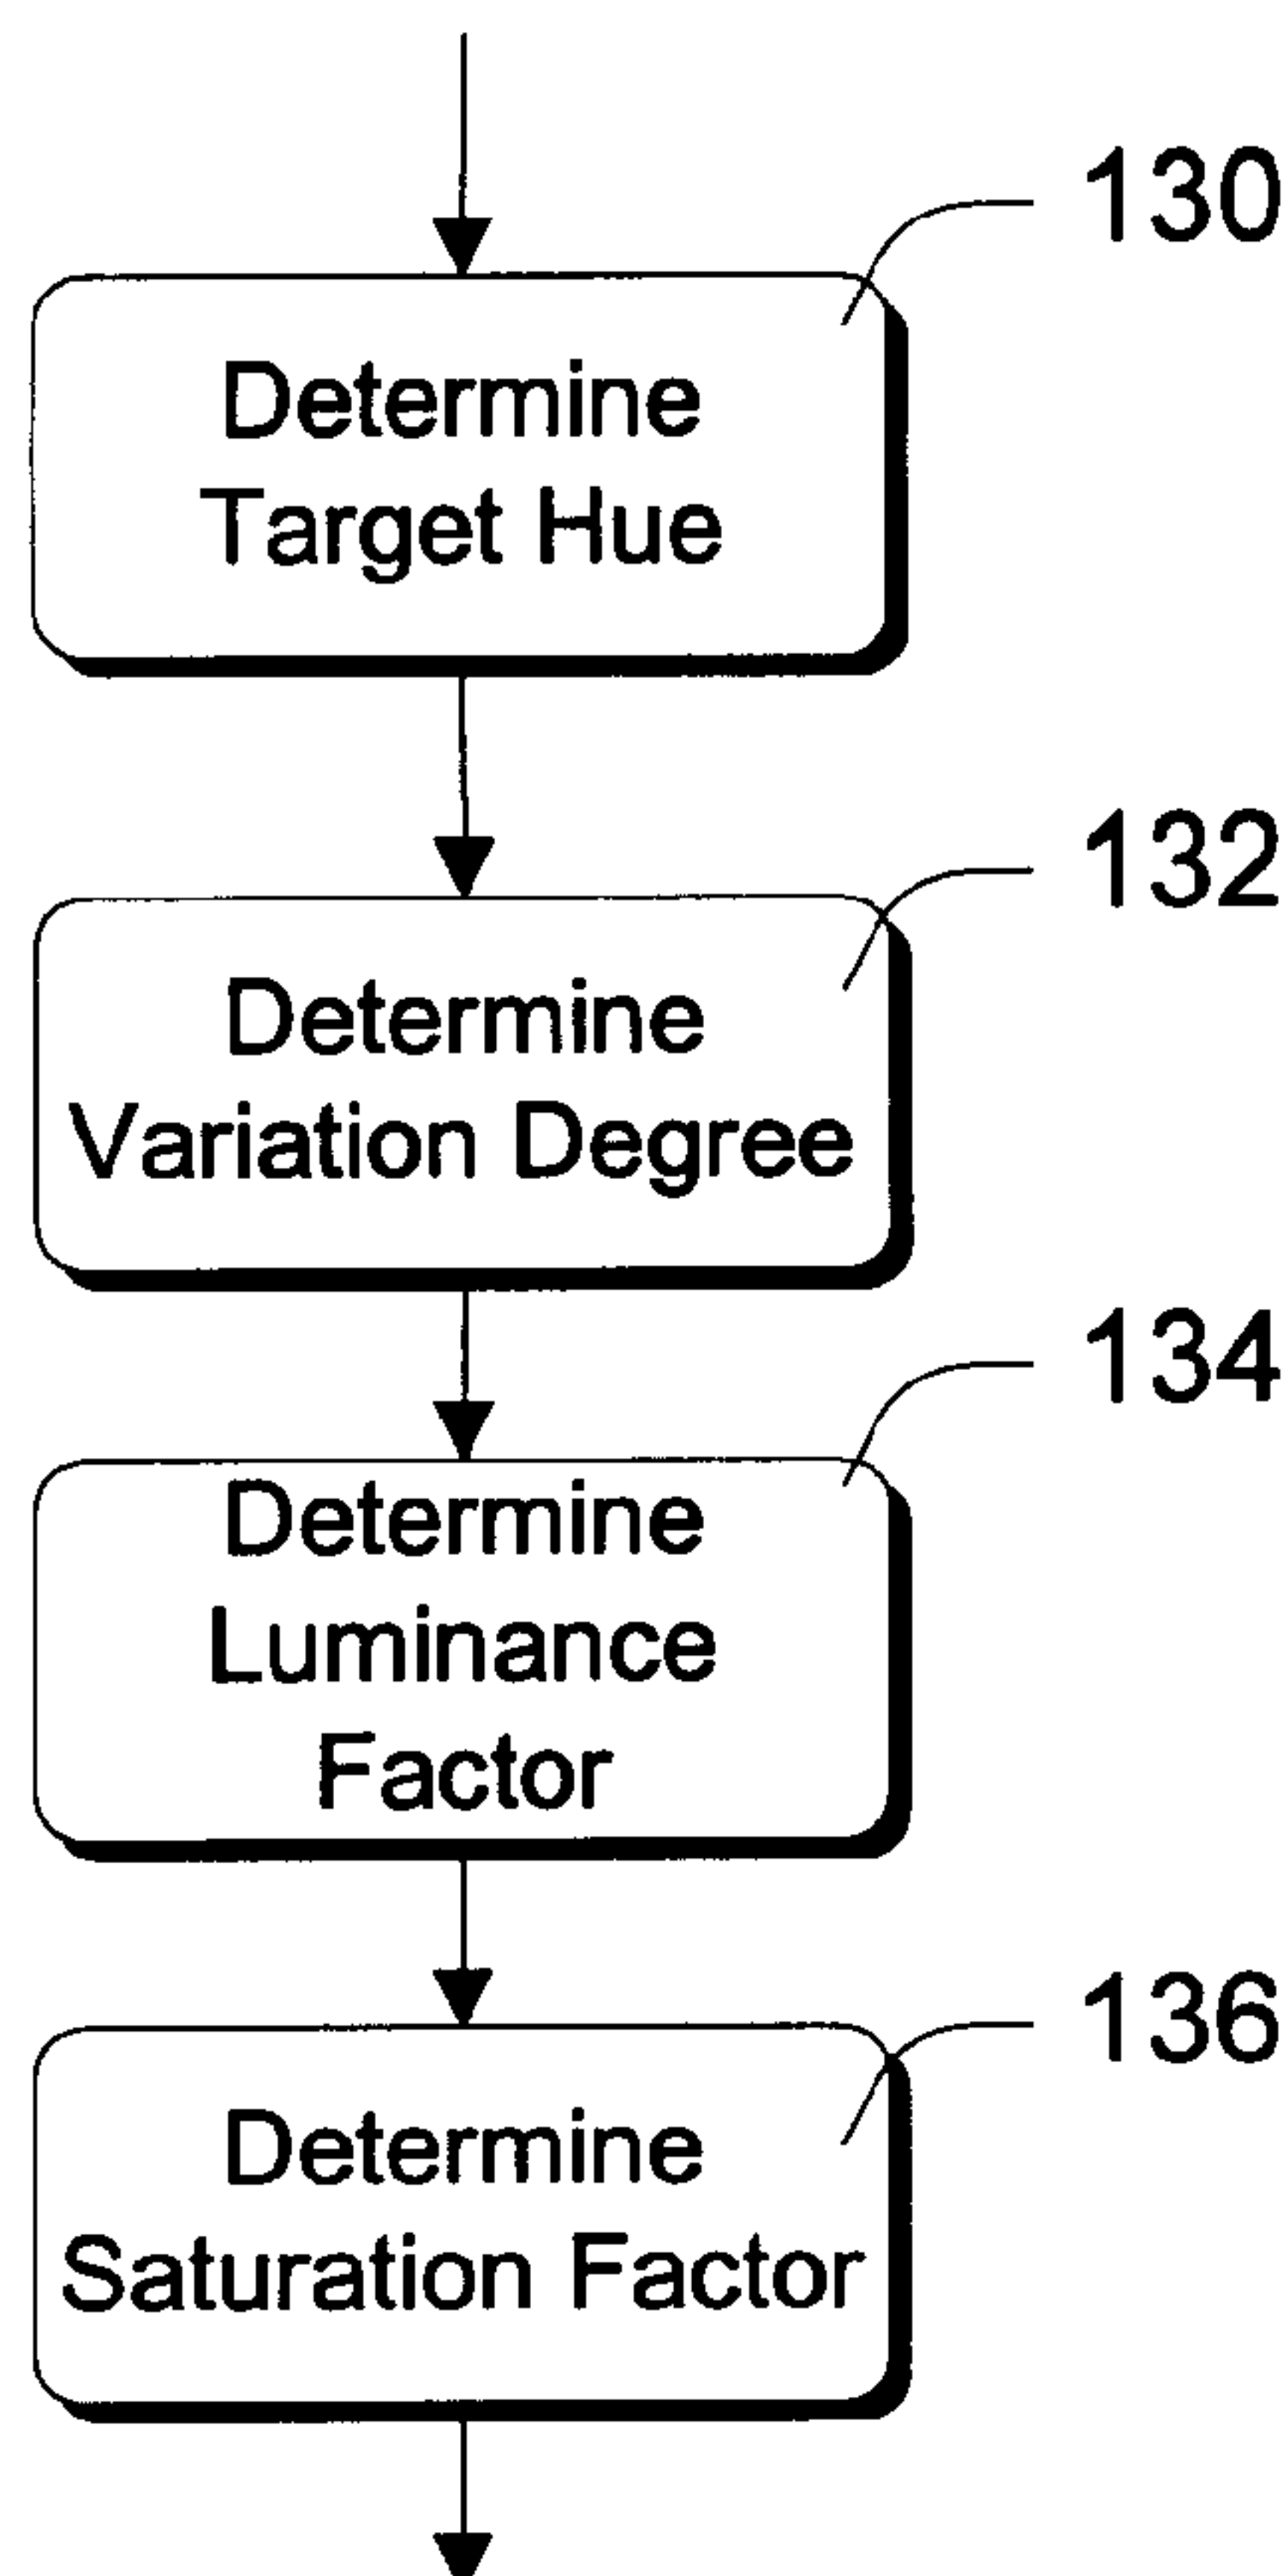 130
Determine
Target Hue
132
Determine
Variation Degree
134
Determine
Luminance
Factor
136
Determine
Saturation Factor